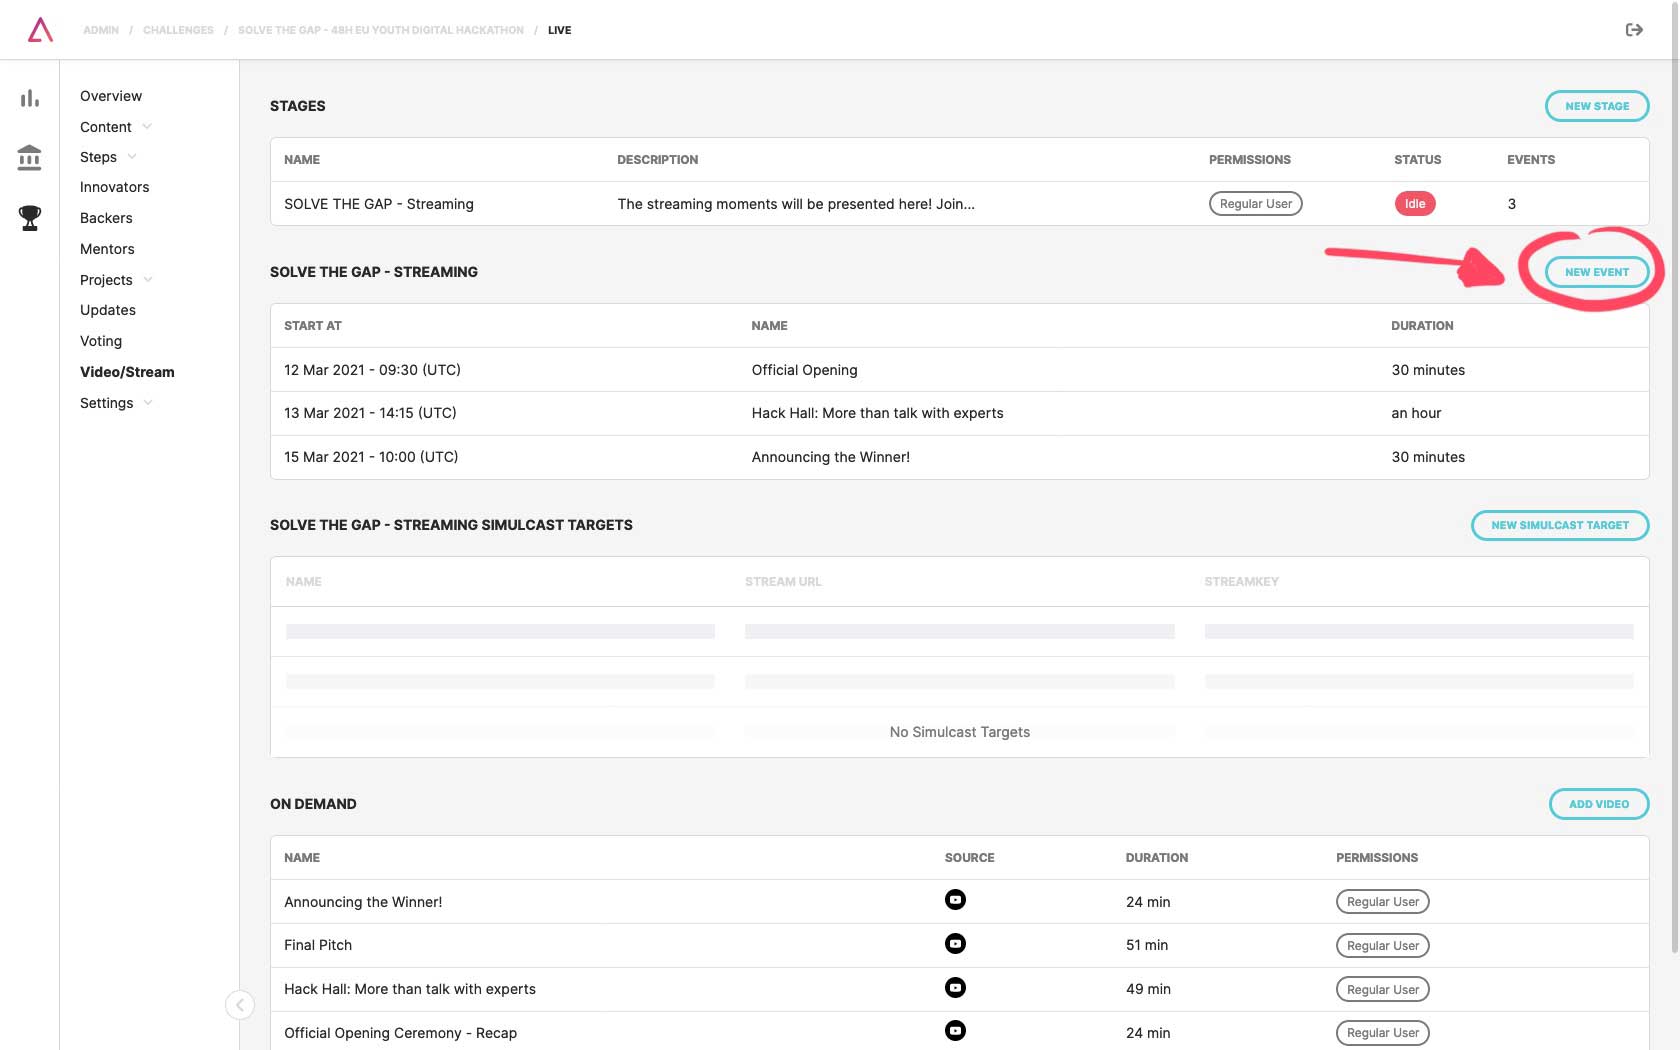 ADMIN / CHALLENGES / SOLVE THE GAP - 48H EU YOUTH DIGITAL HACKATHON / LIVE
Overview
Content
Steps
Innovators
Backers
Mentors
Projects
Updates
Voting
Video/Stream
Settings
STAGES NEW STAGE
NAME DESCRIPTION PERMISSIONS STATUS EVENTS
SOLVE THE GAP - Streaming The streaming moments will be presented here! Join... Regular User Idle 3
SOLVE THE GAP - STREAMING NEW EVENT
START AT NAME DURATION
12 Mar 2021 - 09:30 (UTC) Official Opening 30 minutes
13 Mar 2021 - 14:15 (UTC) Hack Hall: More than talk with experts an hour
15 Mar 2021 - 10:00 (UTC) Announcing the Winner! 30 minutes
SOLVE THE GAP - STREAMING SIMULCAST TARGETS NEW SIMULCAST TARGET
NAME STREAM URL STREAMKEY
No Simulcast Targets
ON DEMAND ADD VIDEO
NAME SOURCE DURATION PERMISSIONS
Announcing the Winner! 24 min Regular User
Final Pitch 51 min Regular User
Hack Hall: More than talk with experts 49 min Regular User
Official Opening Ceremony - Recap 24 min Regular User